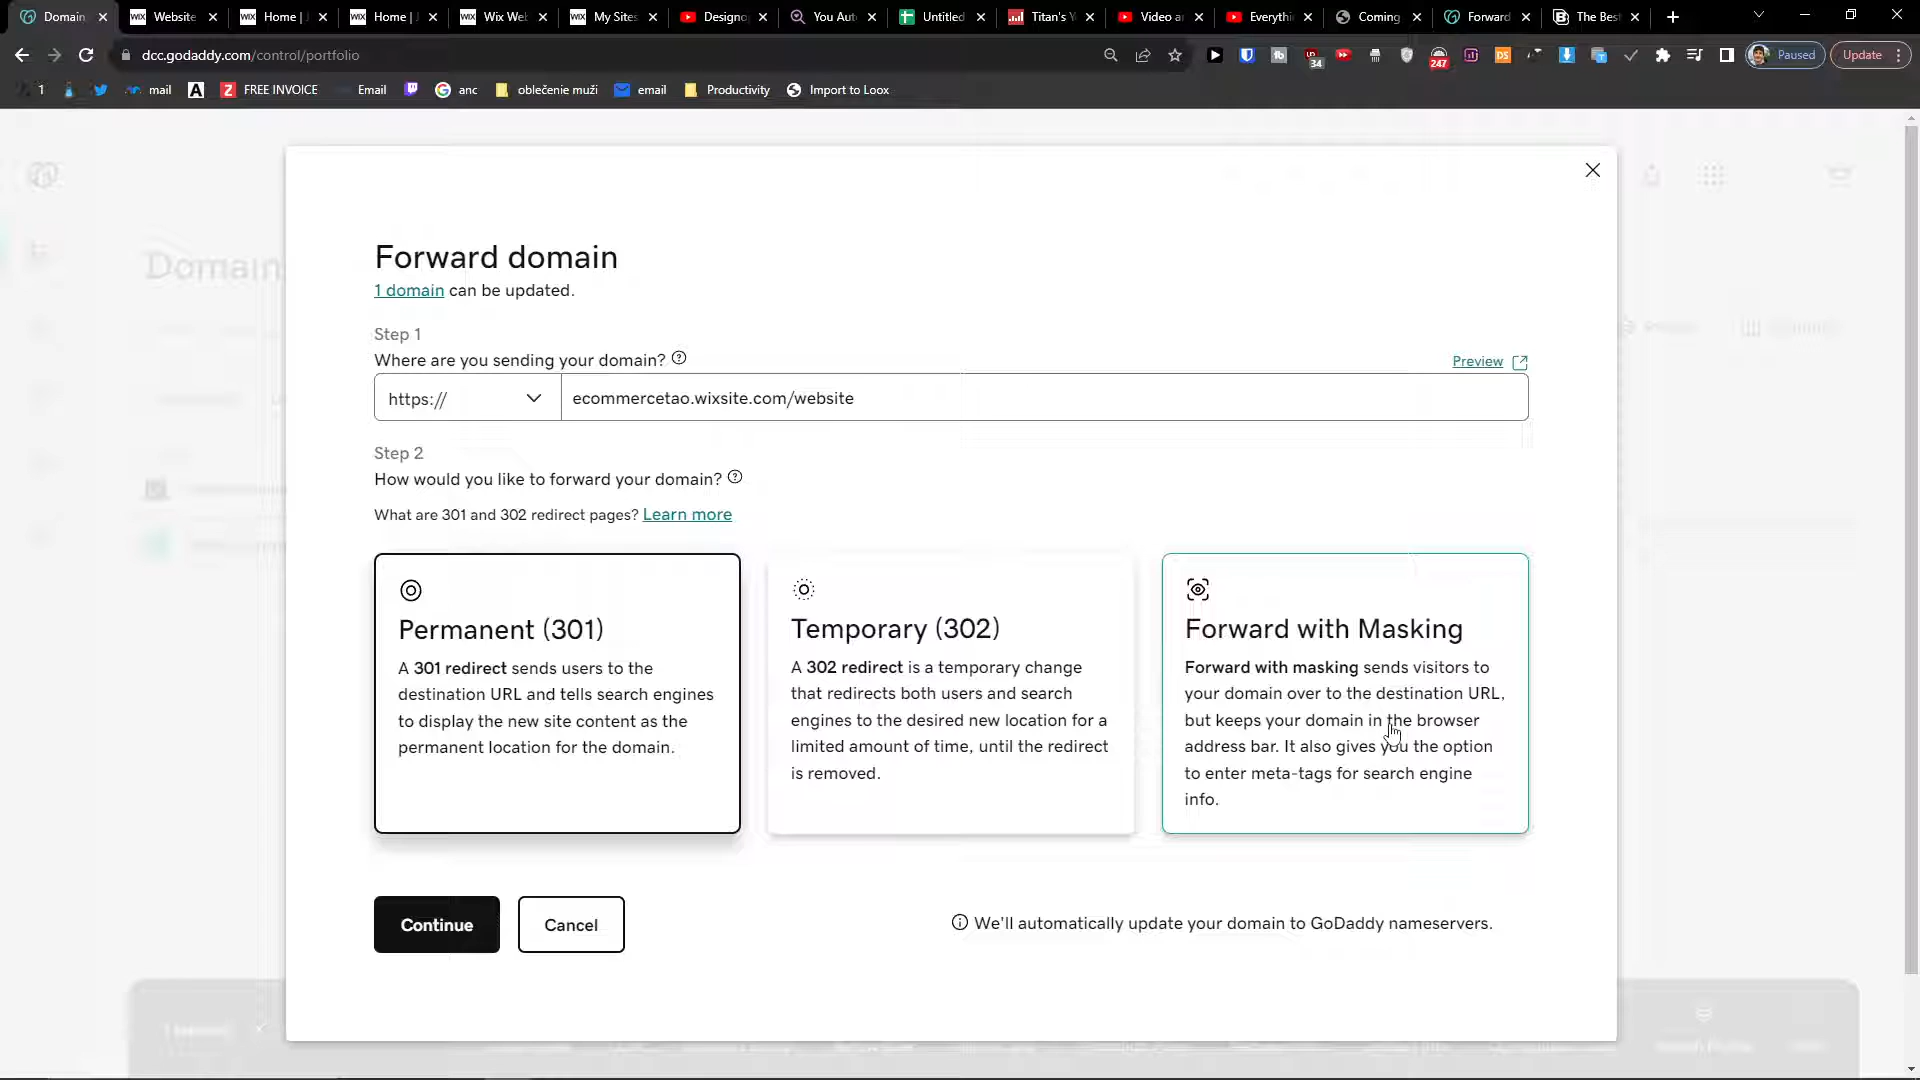 Domain
Website
Home | J
Home |
Wix Web
My Sites
Designo
You Aut
Untitled
Titan's Y
Video a
Everythi
Coming
Forward
The Bes
dcc.godaddy.com/control/portfolio
34
247
DS
Paused
Update
1
mail
FREE INVOICE
Email
anc
oblečenie muži
email
Productivity
Import to Loox
Domain
Forward domain
1 domain can be updated.
Step 1
Where are you sending your domain?
Preview
https://
ecommercetao.wixsite.com/website
Step 2
How would you like to forward your domain?
What are 301 and 302 redirect pages? Learn more
Permanent (301)
A 301 redirect sends users to the
destination URL and tells search engines
to display the new site content as the
permanent location for the domain.
Temporary (302)
A 302 redirect is a temporary change
that redirects both users and search
engines to the desired new location for a
limited amount of time, until the redirect
is removed.
Forward with Masking
Forward with masking sends visitors to
your domain over to the destination URL,
but keeps your domain in the browser
address bar. It also gives you the option
to enter meta-tags for search engine
info.
Continue
Cancel
We'll automatically update your domain to GoDaddy nameservers.